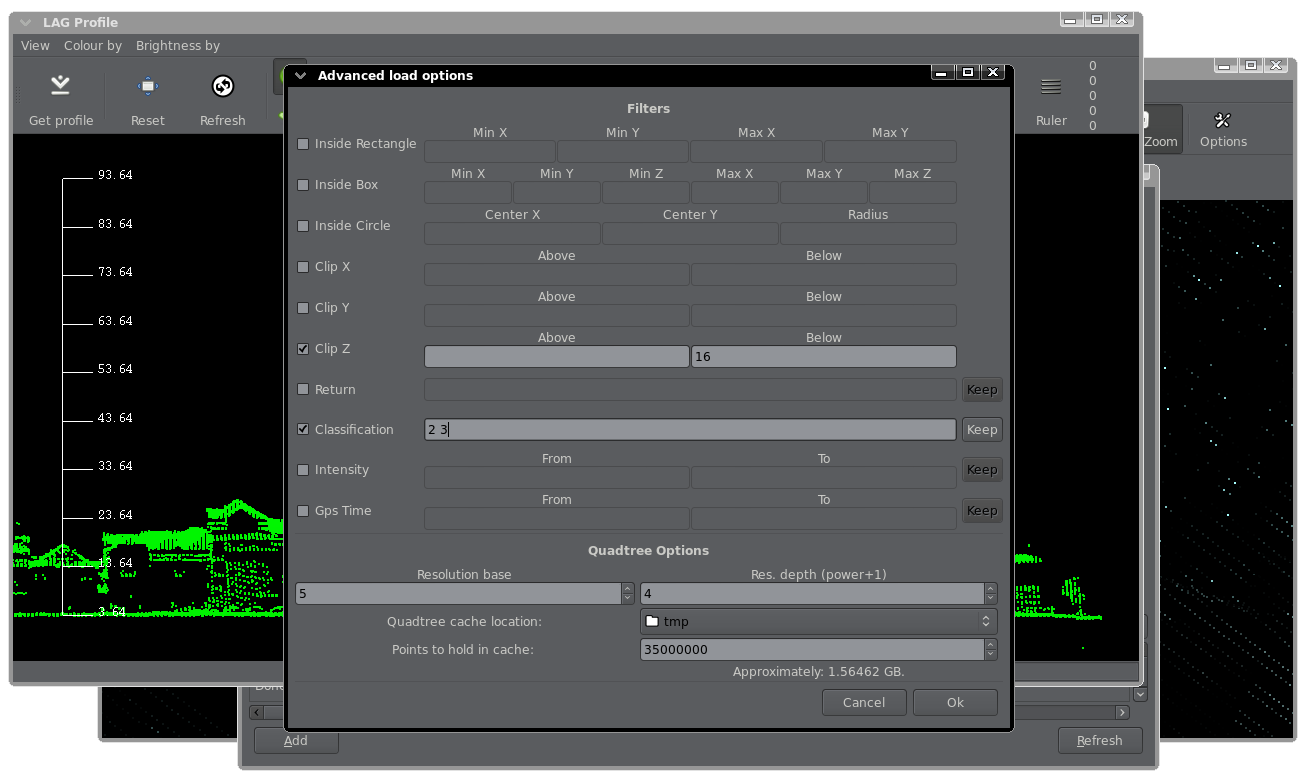 LAG Profile
View Colour by Brightness by
Get profile
Reset
Refresh
Ruler
0
0
0
0
0
Zoom
Options
93.64
83.64
73.64
63.64
53.64
43.64
33.64
23.64
13.64
3.64
Advanced load options
Filters
Min X Min Y Max X Max Y
Inside Rectangle
Min X Min Y Min Z Max X Max Y Max Z
Inside Box
Center X Center Y Radius
Inside Circle
Above Below
Clip X
Above Below
Clip Y
Above Below
Clip Z 16
Return Keep
Classification 2 3 Keep
From To
Intensity Keep
From To
Gps Time Keep
Quadtree Options
Resolution base Res. depth (power+1)
5 4
Quadtree cache location: tmp
Points to hold in cache: 35000000
Approximately: 1.56462 GB.
Cancel Ok
Add Refresh